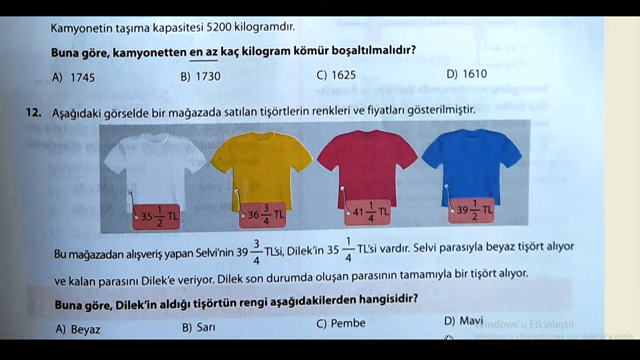 Kamyonetin taşıma kapasitesi 5200 kilogramdır.
Buna göre, kamyonetten en az kaç kilogram kömür boşaltılmalıdır?
A) 1745 B) 1730 C) 1625 D) 1610
12. Aşağıdaki görselde bir mağazada satılan tişörtlerin renkleri ve fiyatları gösterilmiştir.
35 1/2 TL 36 3/4 TL 41 1/4 TL 39 1/2 TL
Bu mağazadan alışveriş yapan Selvi'nin 39 3/4 TL'si, Dilek'in 35 1/4 TL'si vardır. Selvi parasıyla beyaz tişört alıyor
ve kalan parasını Dilek'e veriyor. Dilek son durumda oluşan parasının tamamıyla bir tişört alıyor.
Buna göre, Dilek'in aldığı tişörtün rengi aşağıdakilerden hangisidir?
A) Beyaz B) Sarı C) Pembe D) Mavi
Windows'u Etkinleştir